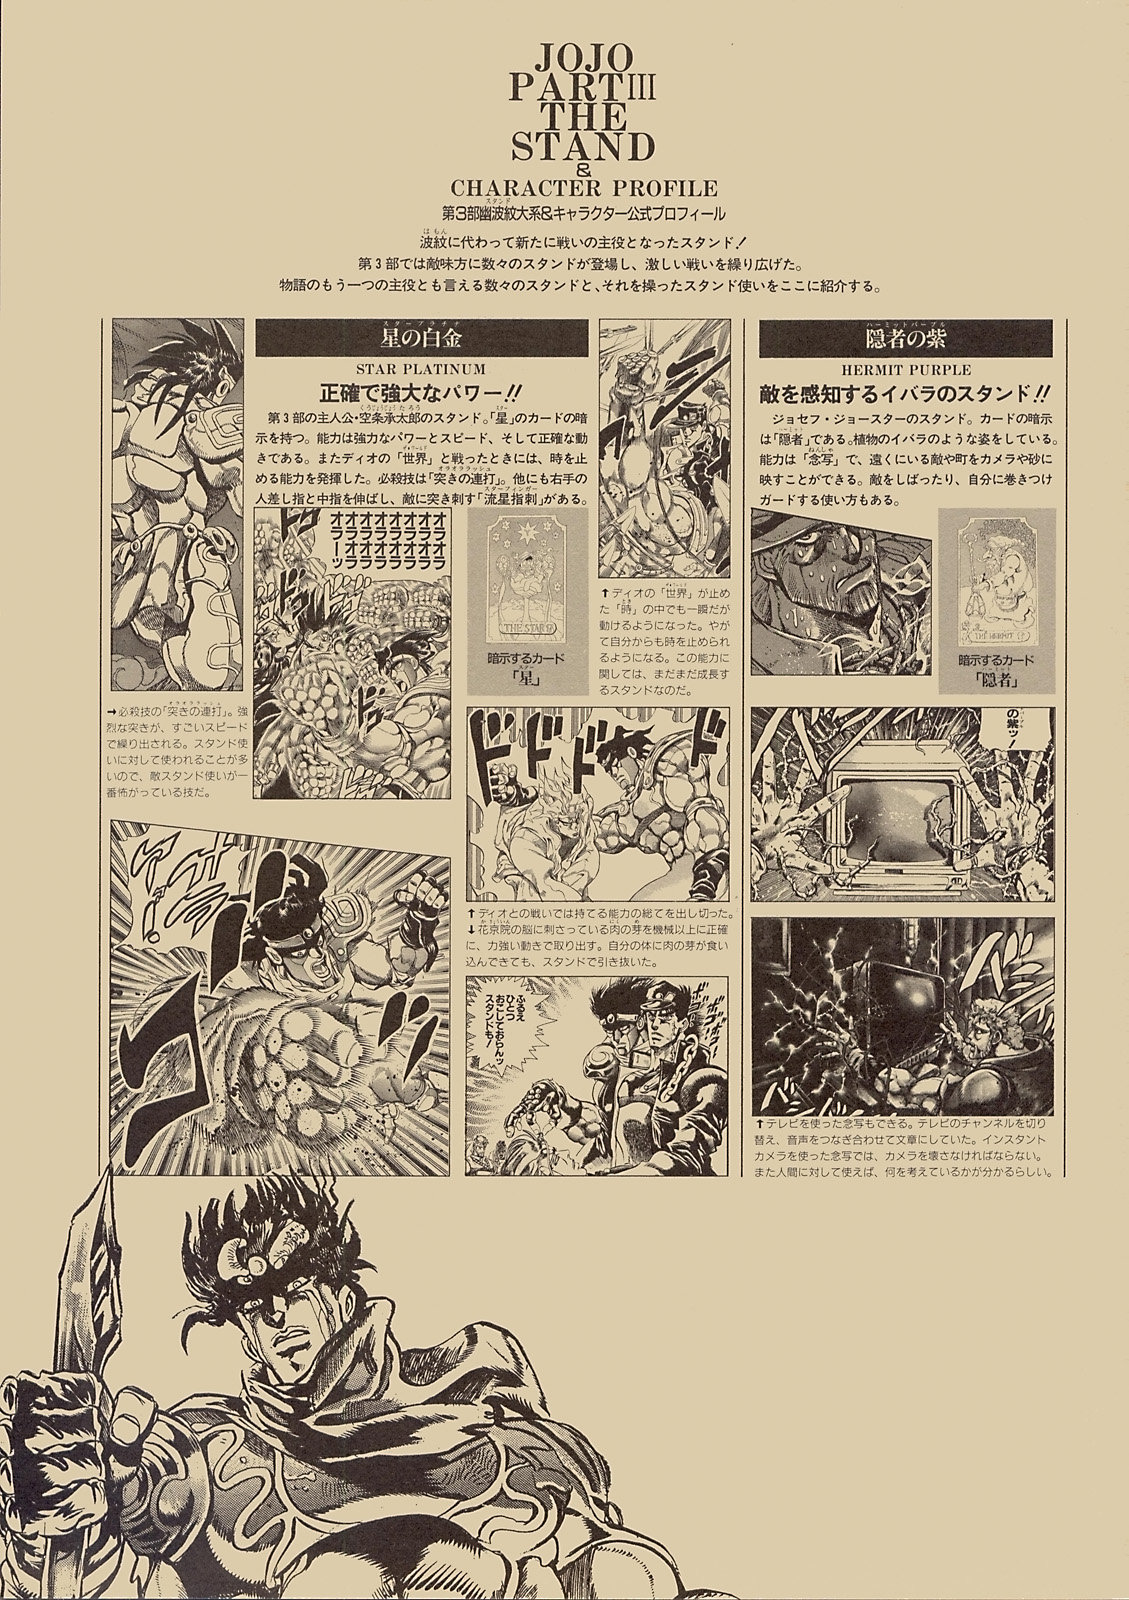 JOJO
PART III
THE
STAND
&
CHARACTER PROFILE
第3部幽波紋大系&キャラクター公式プロフィール
波紋に代わって新たに戦いの主役となったスタンド!
第3部では敵味方に数々のスタンドが登場し、激しい戦いを繰り広げた。
物語のもう一つの主役とも言える数々のスタンドと、それを操ったスタンド使いをここに紹介する。
星の白金
STAR PLATINUM
正確で強大なパワー!!
第3部の主人公・空条承太郎のスタンド。「星」のカードの暗
示を持つ。能力は強力なパワーとスピード、そして正確な動
きである。またディオの「世界」と戦ったときには、時を止
める能力を発揮した。必殺技は「突きの連打」。他にも右手の
人差し指と中指を伸ばし、敵に突き刺す「流星指刺」がある。
オラオラオラオラオラオラオラオラオラオラオラオラオラオラオラーッ
THE STAR
暗示するカード
「星」
➞必殺技の「突きの連打」。強
烈な突きが、すごいスピード
で繰り出される。スタンド使
いに対して使われることが多
いので、敵スタンド使いが一
番怖がっている技だ。
↑ディオの「世界」が止め
た「時」の中でも一瞬だが
動けるようになった。やが
て自分からも時を止められ
るようになる。この能力に
関しては、まだまだ成長す
るスタンドなのだ。
ドドド
↑ディオとの戦いでは持てる能力の総てを出し切った。
↓花京院の脳に刺さっている肉の芽を機械以上に正確
に、力強い動きで取り出す。自分の体に肉の芽が食い
込んできても、スタンドで引き抜いた。
ふるえ
ひとつ
おこしておらんッ
スタンドも!
隠者の紫
HERMIT PURPLE
敵を感知するイバラのスタンド!!
ジョセフ・ジョースターのスタンド。カードの暗示
は「隠者」である。植物のイバラのような姿をしている。
能力は「念写」で、遠くにいる敵や町をカメラや砂に
映すことができる。敵をしばったり、自分に巻きつけ
ガードする使い方もある。
THE HERMIT
暗示するカード
「隠者」
の紫ッ!
↑テレビを使った念写もできる。テレビのチャンネルを切り
替え、音声をつなぎ合わせて文章にしていた。インスタント
カメラを使った念写では、カメラを壊さなければならない。
また人間に対して使えば、何を考えているかが分かるらしい。